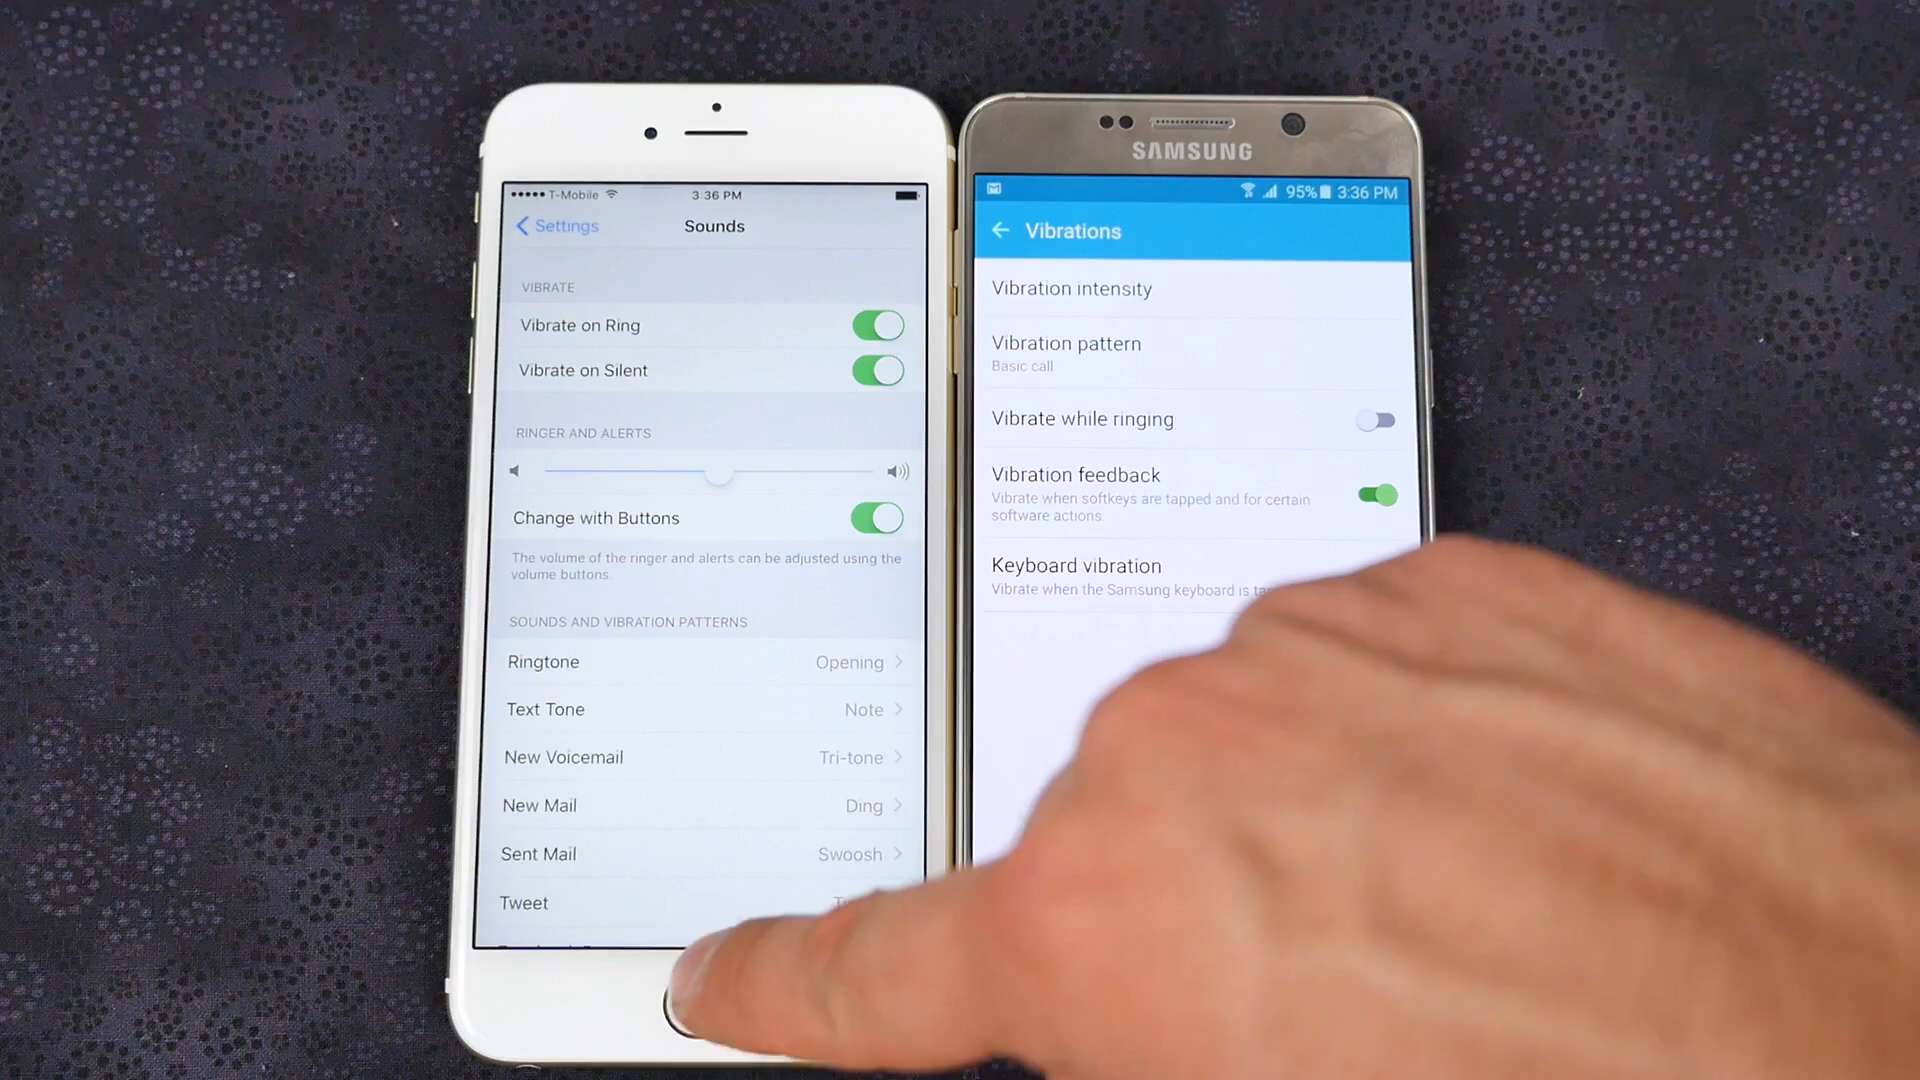 T-Mobile
3:36 PM
Settings
Sounds
VIBRATE
Vibrate on Ring
Vibrate on Silent
RINGER AND ALERTS
Change with Buttons
The volume of the ringer and alerts can be adjusted using the
volume buttons.
SOUNDS AND VIBRATION PATTERNS
Ringtone Opening
Text Tone Note
New Voicemail Tri-tone
New Mail Ding
Sent Mail Swoosh
Tweet
SAMSUNG
95% 3:36 PM
Vibrations
Vibration intensity
Vibration pattern
Basic call
Vibrate while ringing
Vibration feedback
Vibrate when softkeys are tapped and for certain
software actions.
Keyboard vibration
Vibrate when the Samsung keyboard is